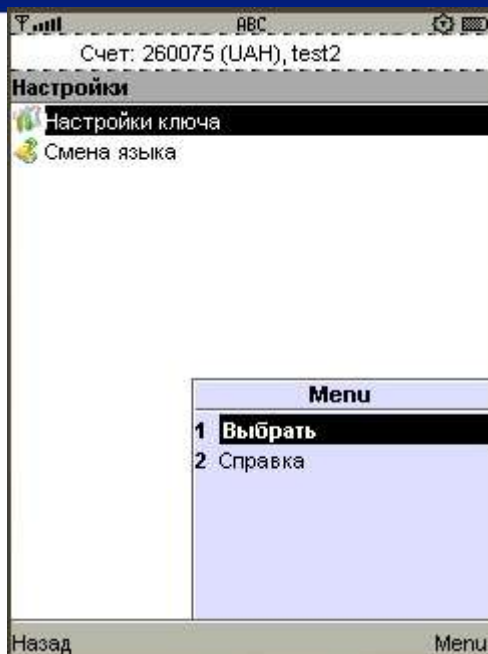 ABC
Счет: 260075 (UAH), test2
Настройки
Настройки ключа
Смена языка
Menu
1 Выбрать
2 Справка
Назад Menu